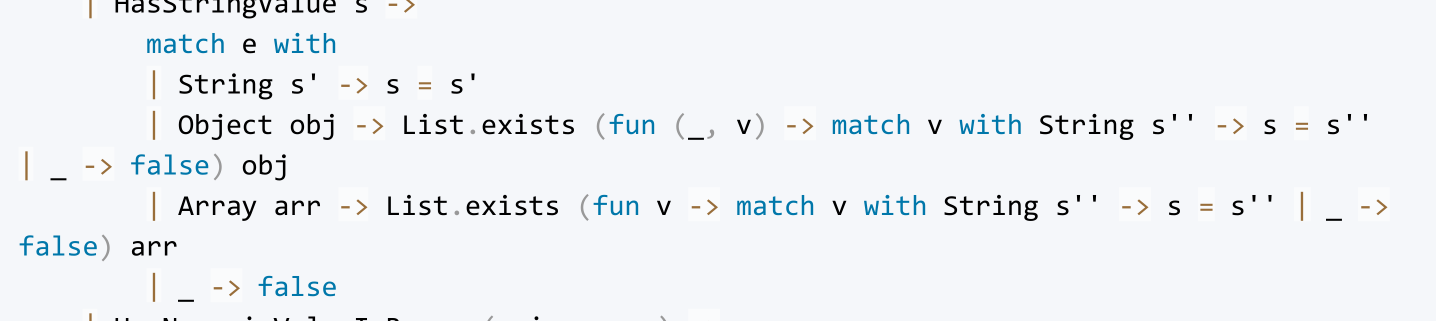 | HasStringValue s ->
match e with
| String s' -> s = s'
| Object obj -> List.exists (fun (_, v) -> match v with String s'' -> s = s''
| _ -> false) obj
| Array arr -> List.exists (fun v -> match v with String s'' -> s = s'' | _ ->
false) arr
| _ -> false